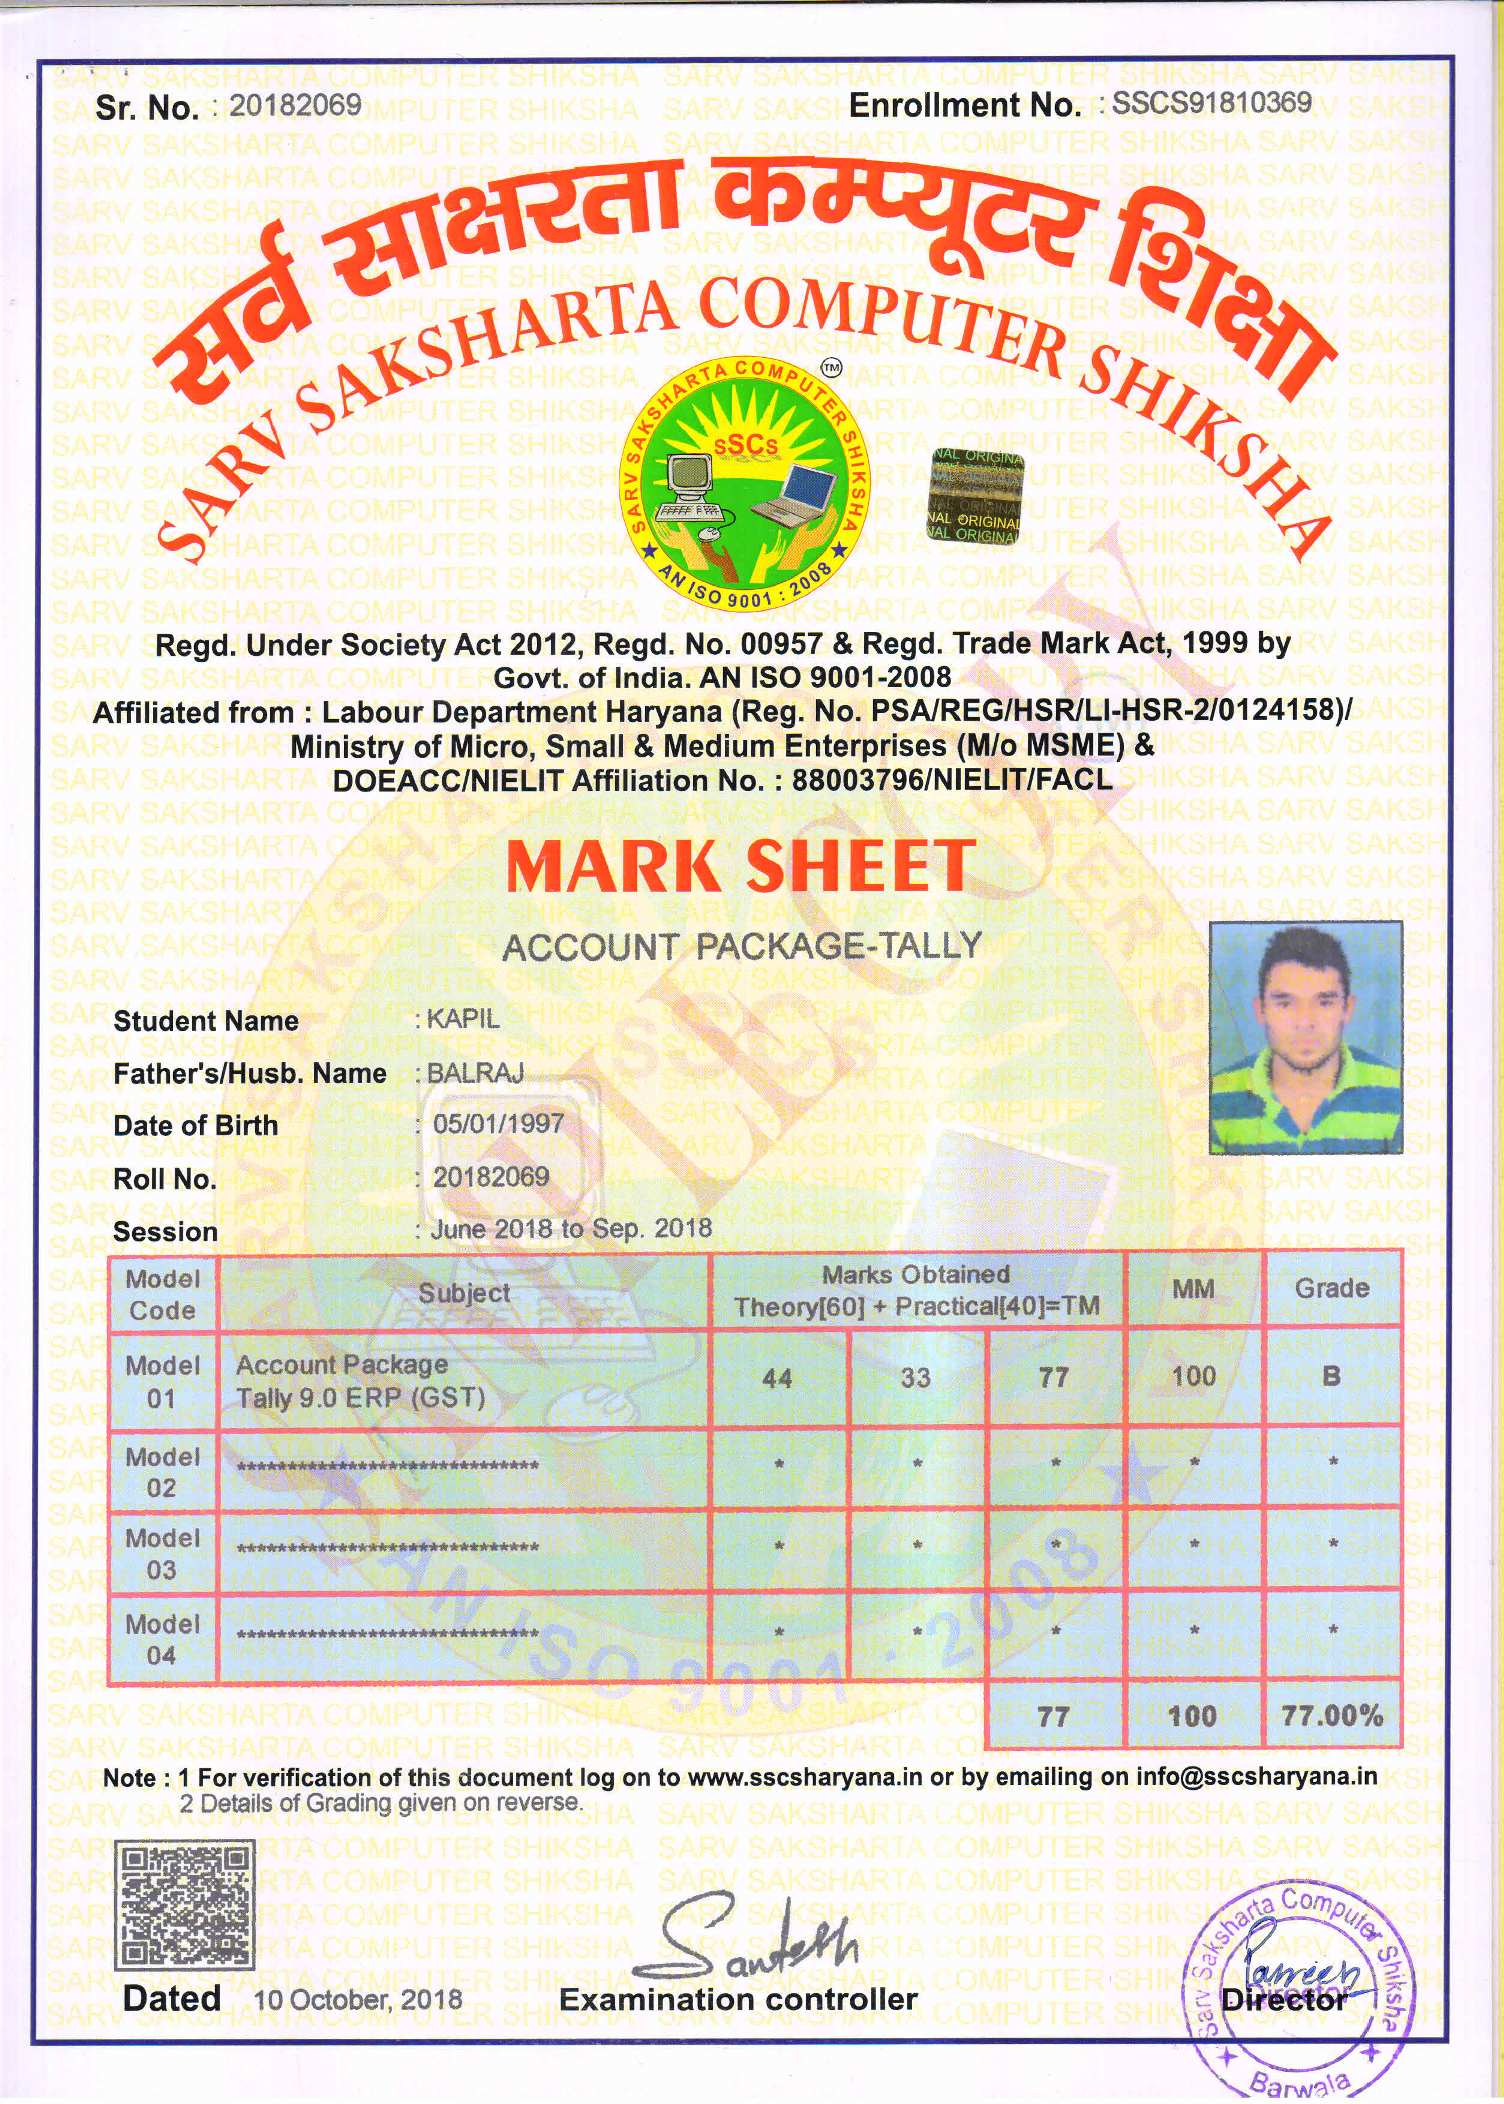 Sr. No. : 20182069
Enrollment No. : SSCS91810369
सर्व साक्षरता कम्प्यूटर शिक्षा
SARV SAKSHARTA COMPUTER SHIKSHA
SARV SAKSHARTA COMPUTER SHIKSHA
TM
sSCs
AN ISO 9001 : 2008
NAL ORIGINAL
NAL ORIGINAL
Regd. Under Society Act 2012, Regd. No. 00957 & Regd. Trade Mark Act, 1999 by
Govt. of India. AN ISO 9001-2008
Affiliated from : Labour Department Haryana (Reg. No. PSA/REG/HSR/LI-HSR-2/0124158)/
Ministry of Micro, Small & Medium Enterprises (M/o MSME) &
DOEACC/NIELIT Affiliation No. : 88003796/NIELIT/FACL
MARK SHEET
ACCOUNT PACKAGE-TALLY
SAMPLE COPY
Student Name : KAPIL
Father's/Husb. Name : BALRAJ
Date of Birth : 05/01/1997
Roll No. : 20182069
Session : June 2018 to Sep. 2018
Model Code Subject Marks Obtained Theory[60] + Practical[40]=TM MM Grade
Model 01 Account Package Tally 9.0 ERP (GST) 44 33 77 100 B
Model 02 ****************************** * * * * *
Model 03 ****************************** * * * * *
Model 04 ****************************** * * * * *
77 100 77.00%
Note : 1 For verification of this document log on to www.sscsharyana.in or by emailing on info@sscsharyana.in
2 Details of Grading given on reverse.
Dated 10 October, 2018
Examination controller
Director
Sarv Saksharta Computer Shiksha
Director
Barwala